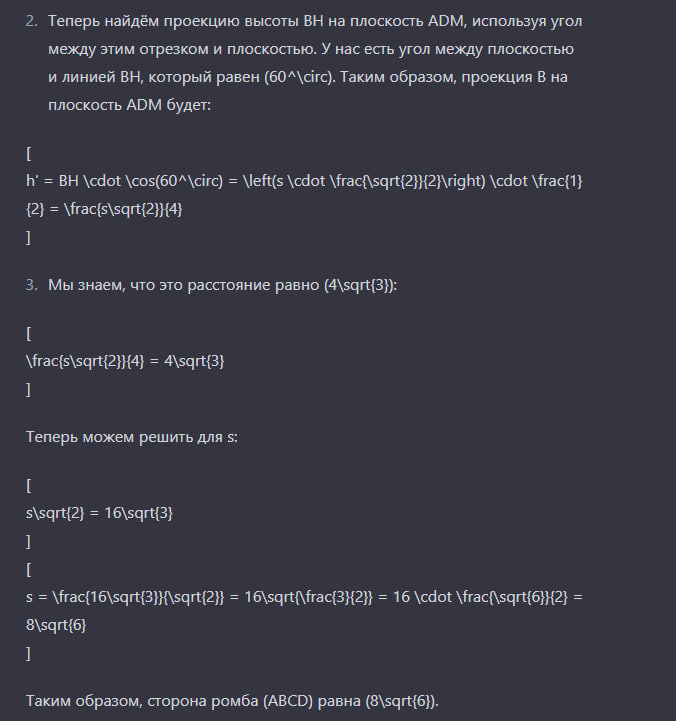 2. Теперь найдём проекцию высоты BH на плоскость ADM, используя угол
между этим отрезком и плоскостью. У нас есть угол между плоскостью
и линией BH, который равен (60^\circ). Таким образом, проекция B на
плоскость ADM будет:
[
h' = BH \cdot \cos(60^\circ) = \left(s \cdot \frac{\sqrt{2}}{2}\right) \cdot \frac{1}
{2} = \frac{s\sqrt{2}}{4}
]
3. Мы знаем, что это расстояние равно (4\sqrt{3}):
[
\frac{s\sqrt{2}}{4} = 4\sqrt{3}
]
Теперь можем решить для s:
[
s\sqrt{2} = 16\sqrt{3}
]
[
s = \frac{16\sqrt{3}}{\sqrt{2}} = 16\sqrt{\frac{3}{2}} = 16 \cdot \frac{\sqrt{6}}{2} =
8\sqrt{6}
]
Таким образом, сторона ромба (ABCD) равна (8\sqrt{6}).